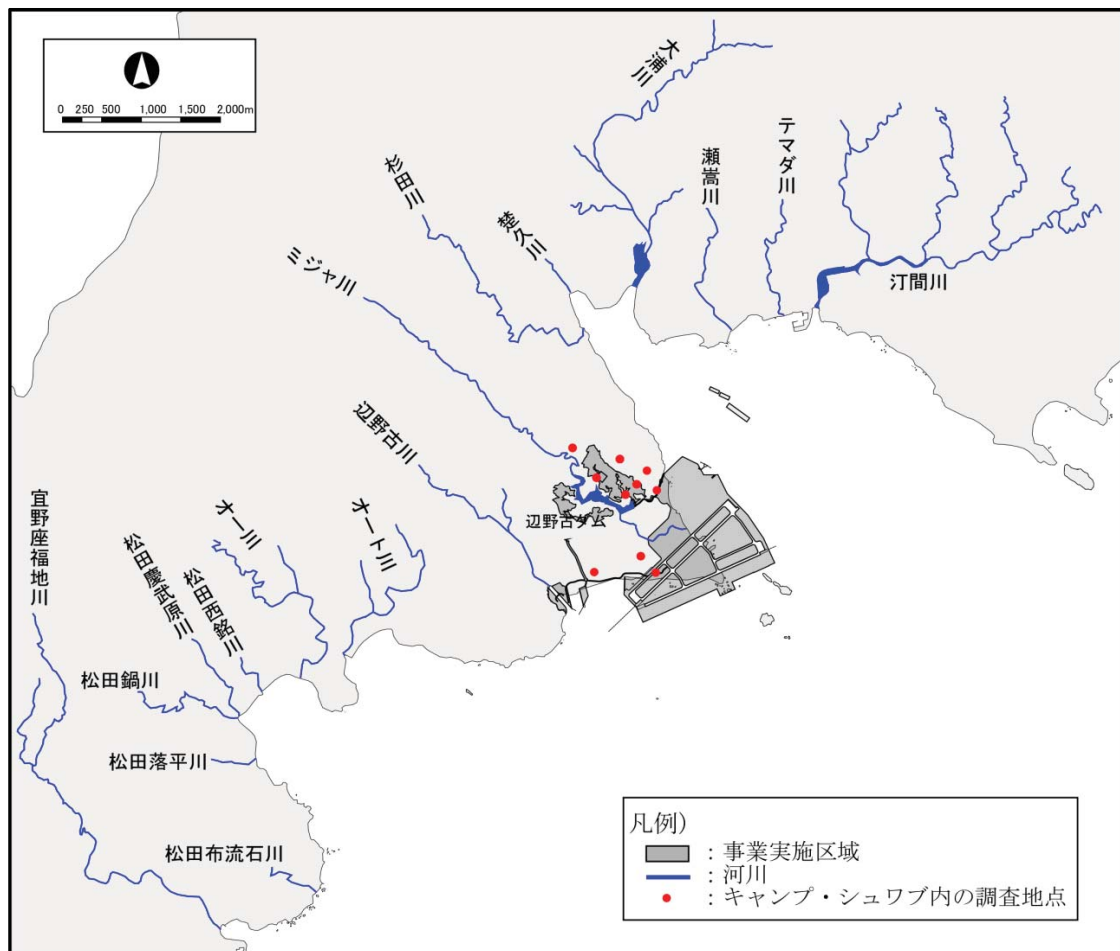 0 250 500 1,000 1,500 2,000m
大浦川
杉田川
楚久川
瀬嵩川
テマダ川
汀間川
ミジャ川
辺野古川
辺野古ダム
宜野座福地川
松田慶武原川
松田西銘川
オー川
オート川
松田鍋川
松田落平川
松田布流石川
凡例)
:事業実施区域
:河川
:キャンプ・シュワブ内の調査地点